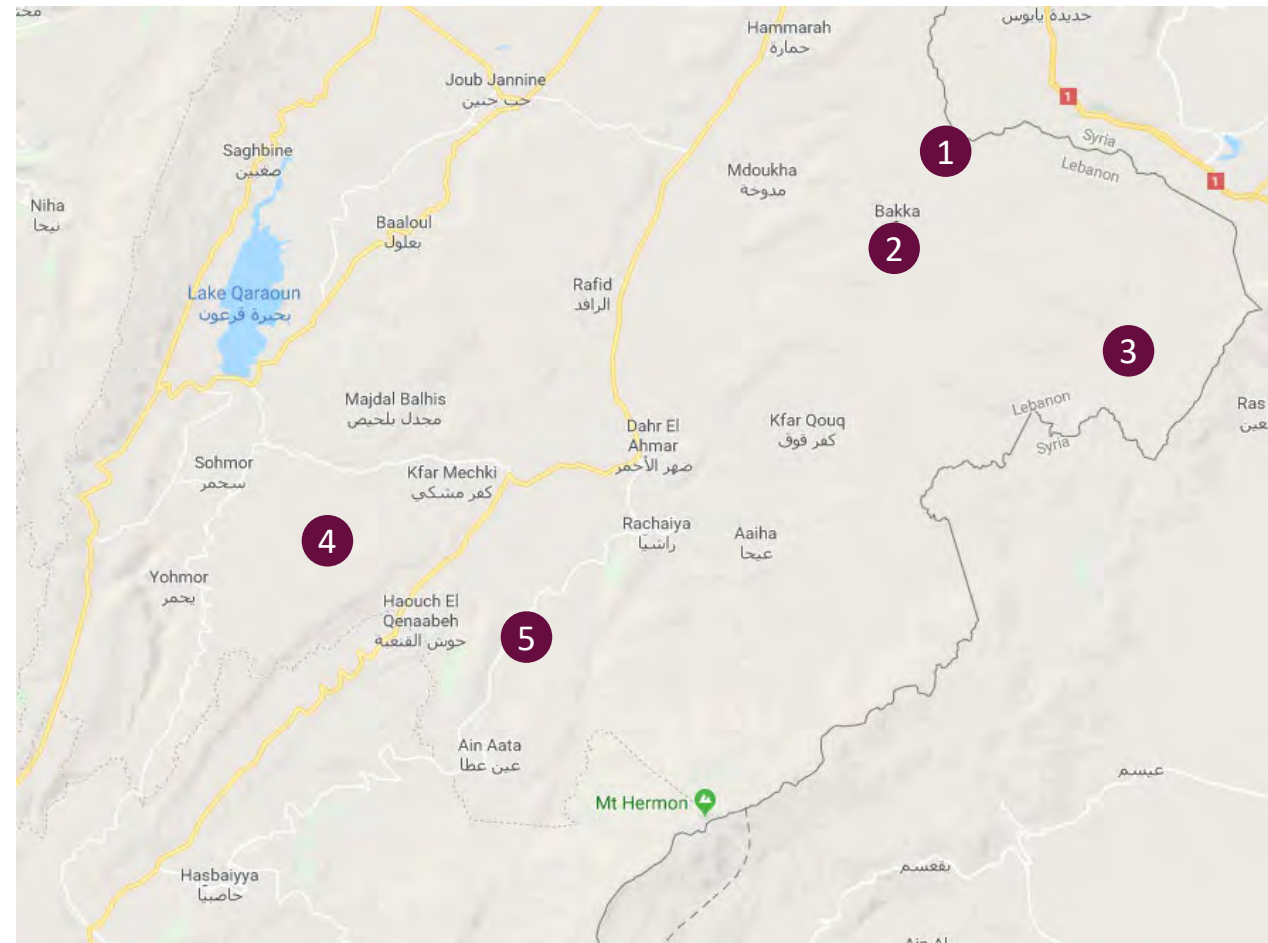 حديدة يابوس
Hammarah
حمارة
1
Joub Jannine
جب جنين
1
Syria
Lebanon
Saghbine
صغبين
Mdoukha
مدوخة
1
Niha
نيحا
Bakka
2
Baaloul
بعلول
Rafid
الرافد
Lake Qaraoun
بحيرة قرعون
3
Majdal Balhis
مجدل بلحيص
Lebanon
Syria
Ras
Kfar Qouq
كفر قوق
Dahr El
Ahmar
ضهر الأحمر
Sohmor
سحمر
Kfar Mechki
كفر مشكي
4
Rachaiya
راشيا
Aaiha
عيحا
Yohmor
يحمر
Haouch El
Qenaabeh
حوش القنعبة
5
Ain Aata
عين عطا
Mt Hermon
عيسم
بقعسم
Hasbaiyya
حاصبيا